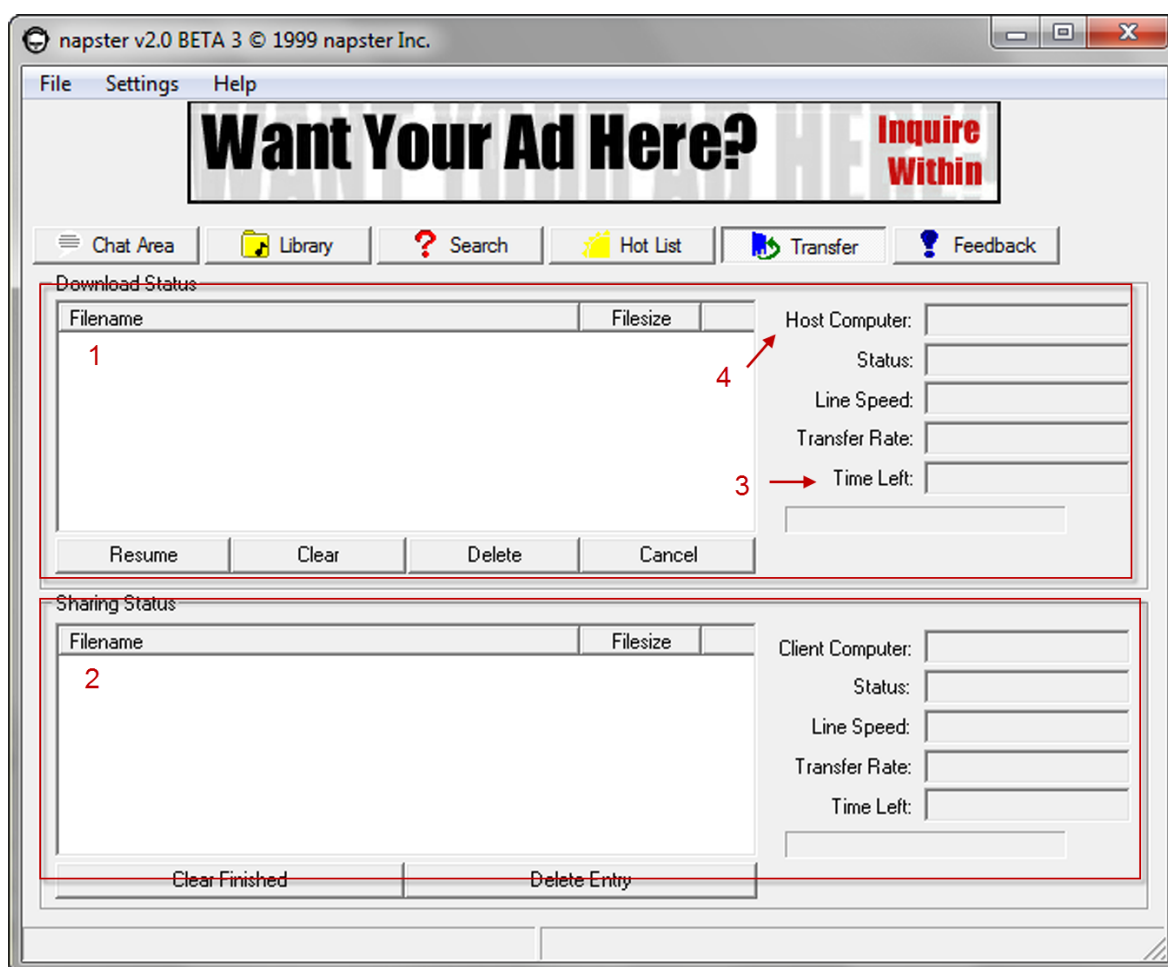 napster v2.0 BETA 3 © 1999 napster Inc.
File Settings Help
Want Your Ad Here? Inquire Within
Chat Area Library Search Hot List Transfer Feedback
Download Status
Filename Filesize
1
Host Computer:
4
Status:
Line Speed:
Transfer Rate:
3
Time Left:
Resume Clear Delete Cancel
Sharing Status
Filename Filesize
2
Client Computer:
Status:
Line Speed:
Transfer Rate:
Time Left:
Clear Finished Delete Entry